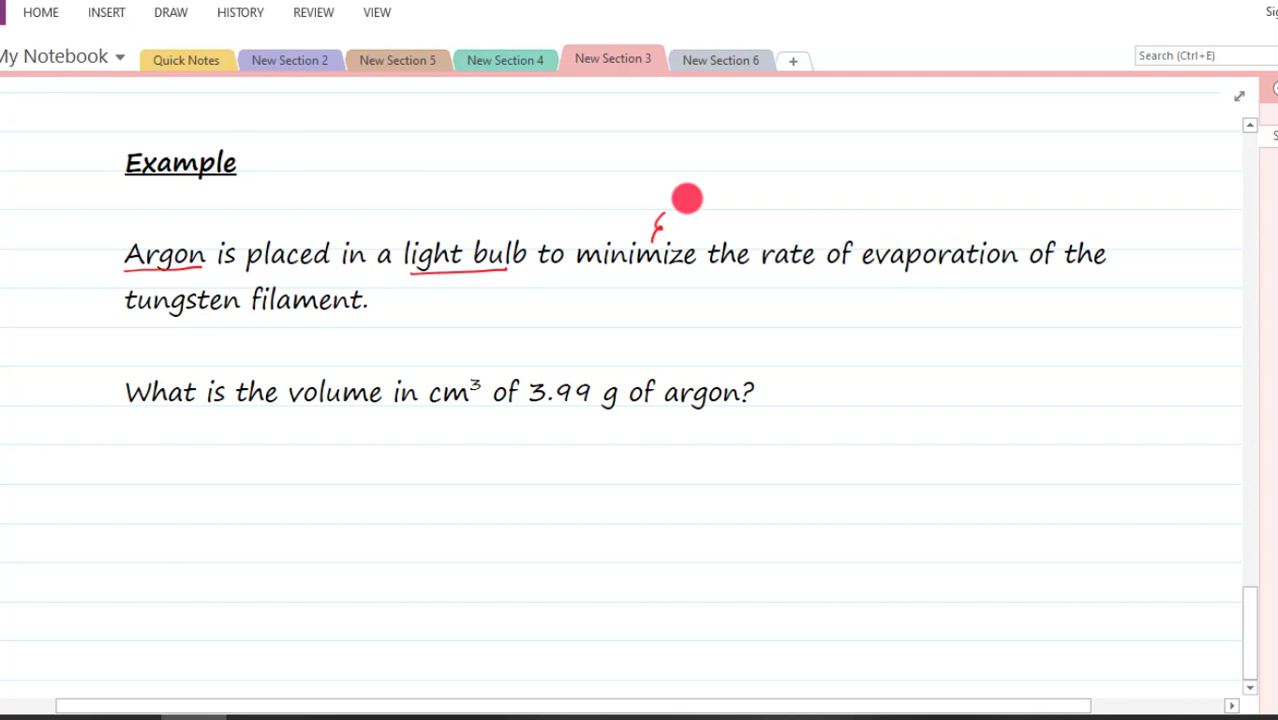 HOME INSERT DRAW HISTORY REVIEW VIEW
My Notebook Quick Notes New Section 2 New Section 5 New Section 4 New Section 3 New Section 6 + Search (Ctrl+E)
Example
Argon is placed in a light bulb to minimize the rate of evaporation of the
tungsten filament.
What is the volume in cm³ of 3.99 g of argon?